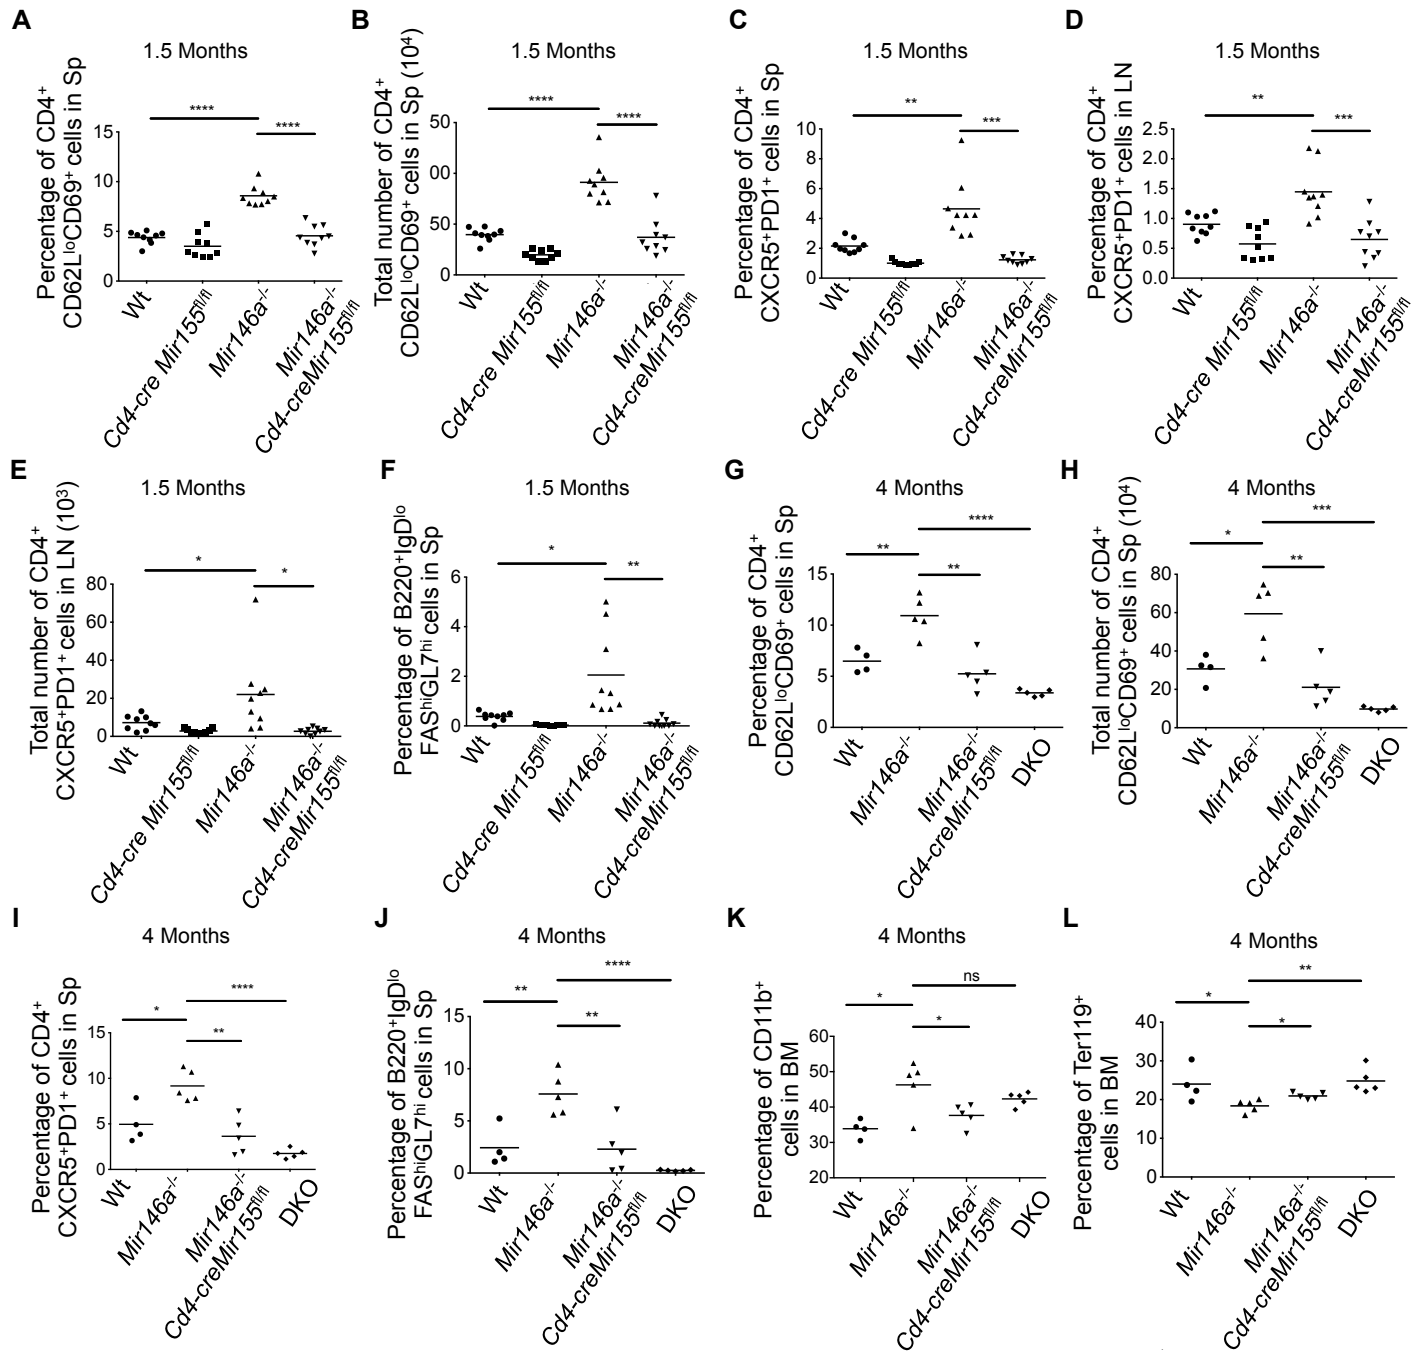 A
1.5 Months
Percentage of CD4⁺
CD62LˡᵒCD69⁺ cells in Sp
****
****
15
10
5
0
Wt
Cd4-cre Mir155ᶠˡ/ᶠˡ
Mir146a⁻/⁻
Mir146a⁻/⁻
Cd4-creMir155ᶠˡ/ᶠˡ
B
1.5 Months
Total number of CD4⁺
CD62LˡᵒCD69⁺ cells in Sp (10⁴)
****
****
50
00
50
0
Wt
Cd4-cre Mir155ᶠˡ/ᶠˡ
Mir146a⁻/⁻
Mir146a⁻/⁻
Cd4-creMir155ᶠˡ/ᶠˡ
C
1.5 Months
Percentage of CD4⁺
CXCR5⁺PD1⁺ cells in Sp
**
***
10
8
6
4
2
0
Wt
Cd4-cre Mir155ᶠˡ/ᶠˡ
Mir146a⁻/⁻
Mir146a⁻/⁻
Cd4-creMir155ᶠˡ/ᶠˡ
D
1.5 Months
Percentage of CD4⁺
CXCR5⁺PD1⁺ cells in LN
**
***
2.5
2.0
1.5
1.0
0.5
0.0
Wt
Cd4-cre Mir155ᶠˡ/ᶠˡ
Mir146a⁻/⁻
Mir146a⁻/⁻
Cd4-creMir155ᶠˡ/ᶠˡ
E
1.5 Months
Total number of CD4⁺
CXCR5⁺PD1⁺ cells in LN (10³)
*
*
80
60
40
20
0
Wt
Cd4-cre Mir155ᶠˡ/ᶠˡ
Mir146a⁻/⁻
Mir146a⁻/⁻
Cd4-creMir155ᶠˡ/ᶠˡ
F
1.5 Months
Percentage of B220⁺IgDˡᵒ
FASʰⁱGL7ʰⁱ cells in Sp
*
**
6
4
2
0
Wt
Cd4-cre Mir155ᶠˡ/ᶠˡ
Mir146a⁻/⁻
Mir146a⁻/⁻
Cd4-creMir155ᶠˡ/ᶠˡ
G
4 Months
Percentage of CD4⁺
CD62LˡᵒCD69⁺ cells in Sp
****
**
**
15
10
5
0
Wt
Mir146a⁻/⁻
Mir146a⁻/⁻
Cd4-creMir155ᶠˡ/ᶠˡ
DKO
H
4 Months
Total number of CD4⁺
CD62LˡᵒCD69⁺ cells in Sp (10⁴)
***
*
**
80
60
40
20
0
Wt
Mir146a⁻/⁻
Mir146a⁻/⁻
Cd4-creMir155ᶠˡ/ᶠˡ
DKO
I
4 Months
Percentage of CD4⁺
CXCR5⁺PD1⁺ cells in Sp
****
*
**
15
10
5
0
Wt
Mir146a⁻/⁻
Mir146a⁻/⁻
Cd4-creMir155ᶠˡ/ᶠˡ
DKO
J
4 Months
Percentage of B220⁺IgDˡᵒ
FASʰⁱGL7ʰⁱ cells in Sp
****
**
**
15
10
5
0
Wt
Mir146a⁻/⁻
Mir146a⁻/⁻
Cd4-creMir155ᶠˡ/ᶠˡ
DKO
K
4 Months
Percentage of CD11b⁺
cells in BM
ns
*
*
60
50
40
30
20
Wt
Mir146a⁻/⁻
Mir146a⁻/⁻
Cd4-creMir155ᶠˡ/ᶠˡ
DKO
L
4 Months
Percentage of Ter119⁺
cells in BM
**
*
*
40
30
20
10
0
Wt
Mir146a⁻/⁻
Mir146a⁻/⁻
Cd4-creMir155ᶠˡ/ᶠˡ
DKO